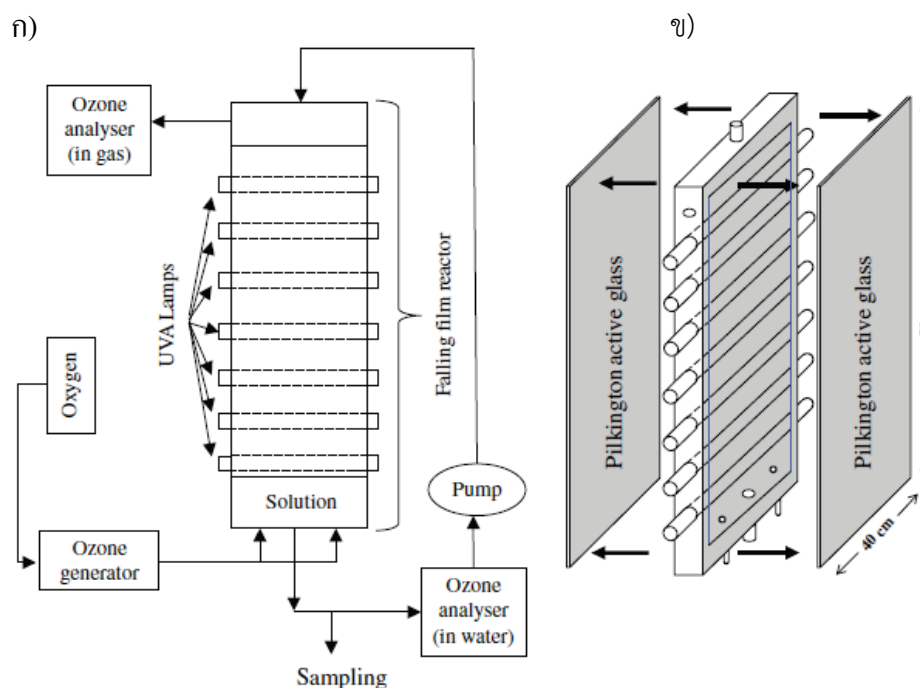 ก)
ข)
Ozone
analyser
(in gas)
UVA Lamps
Oxygen
Falling film reactor
Solution
Pump
Ozone
generator
Ozone
analyser
(in water)
Sampling
Pilkington active glass
Pilkington active glass
40 cm